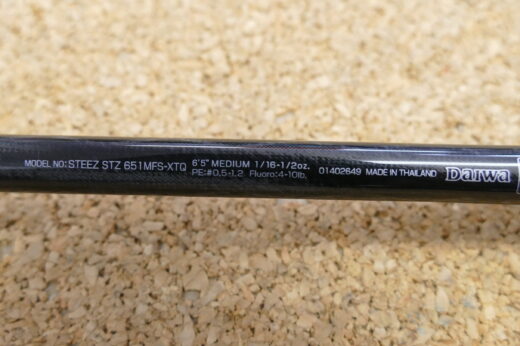 MODEL NO:STEEZ STZ 651MFS-XTQ 6'5" MEDIUM 1/16-1/2oz.
PE:#0.5-1.2 Fluoro:4-10lb.
01402649 MADE IN THAILAND Daiwa